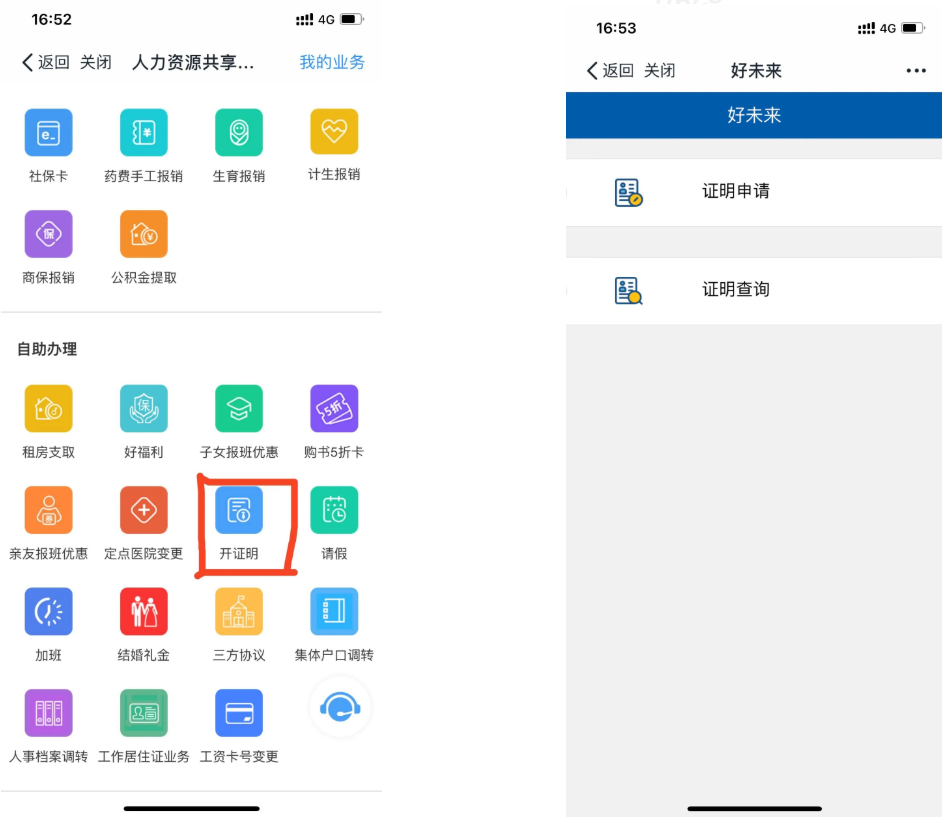 16:52
4G
返回 关闭 人力资源共享... 我的业务
社保卡 药费手工报销 生育报销 计生报销
商保报销 公积金提取
自助办理
租房支取 好福利 子女报班优惠 购书5折卡
亲友报班优惠 定点医院变更 开证明 请假
加班 结婚礼金 三方协议 集体户口调转
人事档案调转 工作居住证业务 工资卡号变更
e
保
保
5折
16:53
4G
返回 关闭 好未来
好未来
证明申请
证明查询